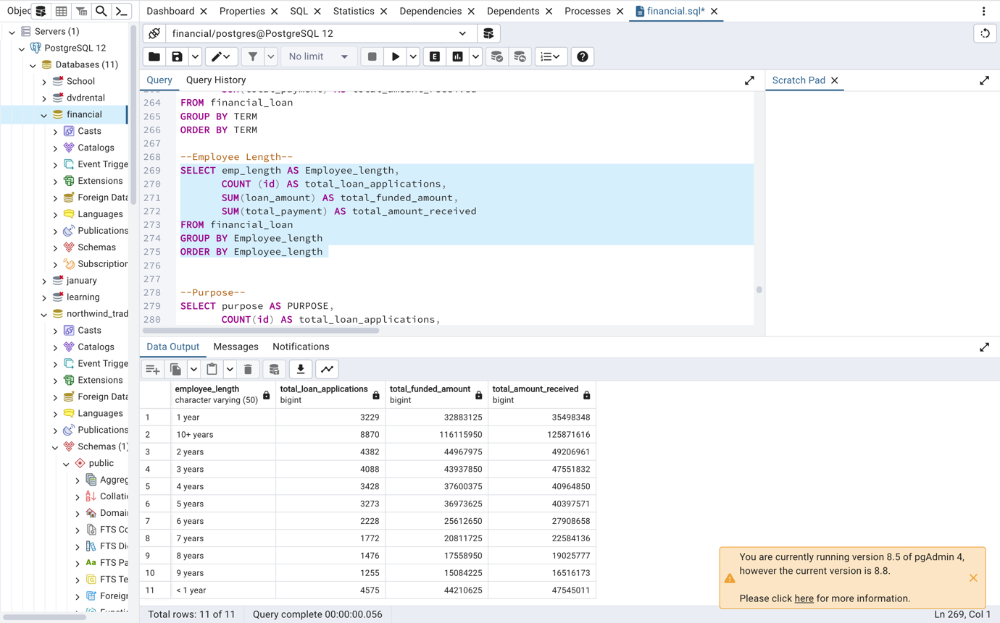 Objec
Dashboard
Properties
SQL
Statistics
Dependencies
Dependents
Processes
financial.sql*
financial/postgres@PostgreSQL 12
No limit
E
Query
Query History
Scratch Pad
Servers (1)
PostgreSQL 12
Databases (11)
School
dvdrental
financial
Casts
Catalogs
Event Trigge
Extensions
Foreign Data
Languages
Publications
Schemas
Subscription
january
learning
northwind_trad
Casts
Catalogs
Event Trigge
Extensions
Foreign Data
Languages
Publications
Schemas (1)
public
Aggreg
Collatic
Domain
FTS Co
FTS Dic
Aa FTS Pa
FTS Te
Foreign
264 FROM financial_loan
265 GROUP BY TERM
266 ORDER BY TERM
267
268 --Employee Length--
269 SELECT emp_length AS Employee_length,
270 COUNT (id) AS total_loan_applications,
271 SUM(loan_amount) AS total_funded_amount,
272 SUM(total_payment) AS total_amount_received
273 FROM financial_loan
274 GROUP BY Employee_length
275 ORDER BY Employee_length
276
277
278 --Purpose--
279 SELECT purpose AS PURPOSE,
280 COUNT(id) AS total_loan_applications,
Data Output
Messages
Notifications
employee_length total_loan_applications total_funded_amount total_amount_received
character varying (50) bigint bigint bigint
1 1 year 3229 32883125 35498348
2 10+ years 8870 116115950 125871616
3 2 years 4382 44967975 49206961
4 3 years 4088 43937850 47551832
5 4 years 3428 37600375 40964850
6 5 years 3273 36973625 40397571
7 6 years 2228 25612650 27908658
8 7 years 1772 20811725 22584136
9 8 years 1476 17558950 19025777
10 9 years 1255 15084225 16516173
11 < 1 year 4575 44210625 47545011
You are currently running version 8.5 of pgAdmin 4,
however the current version is 8.8.
Please click here for more information.
Total rows: 11 of 11
Query complete 00:00:00.056
Ln 269, Col 1